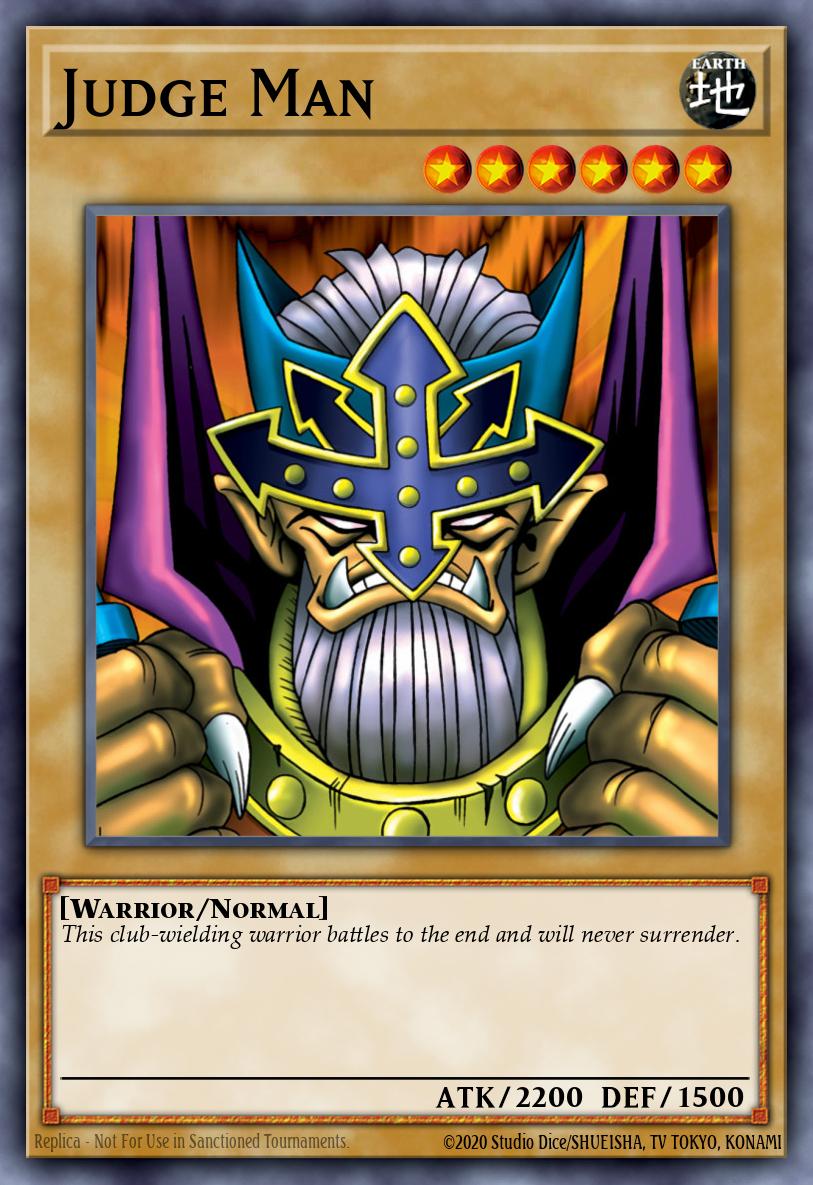 Judge Man
EARTH
地
[Warrior/Normal]
This club-wielding warrior battles to the end and will never surrender.
ATK/2200 DEF/1500
Replica - Not For Use in Sanctioned Tournaments.
©2020 Studio Dice/SHUEISHA, TV TOKYO, KONAMI